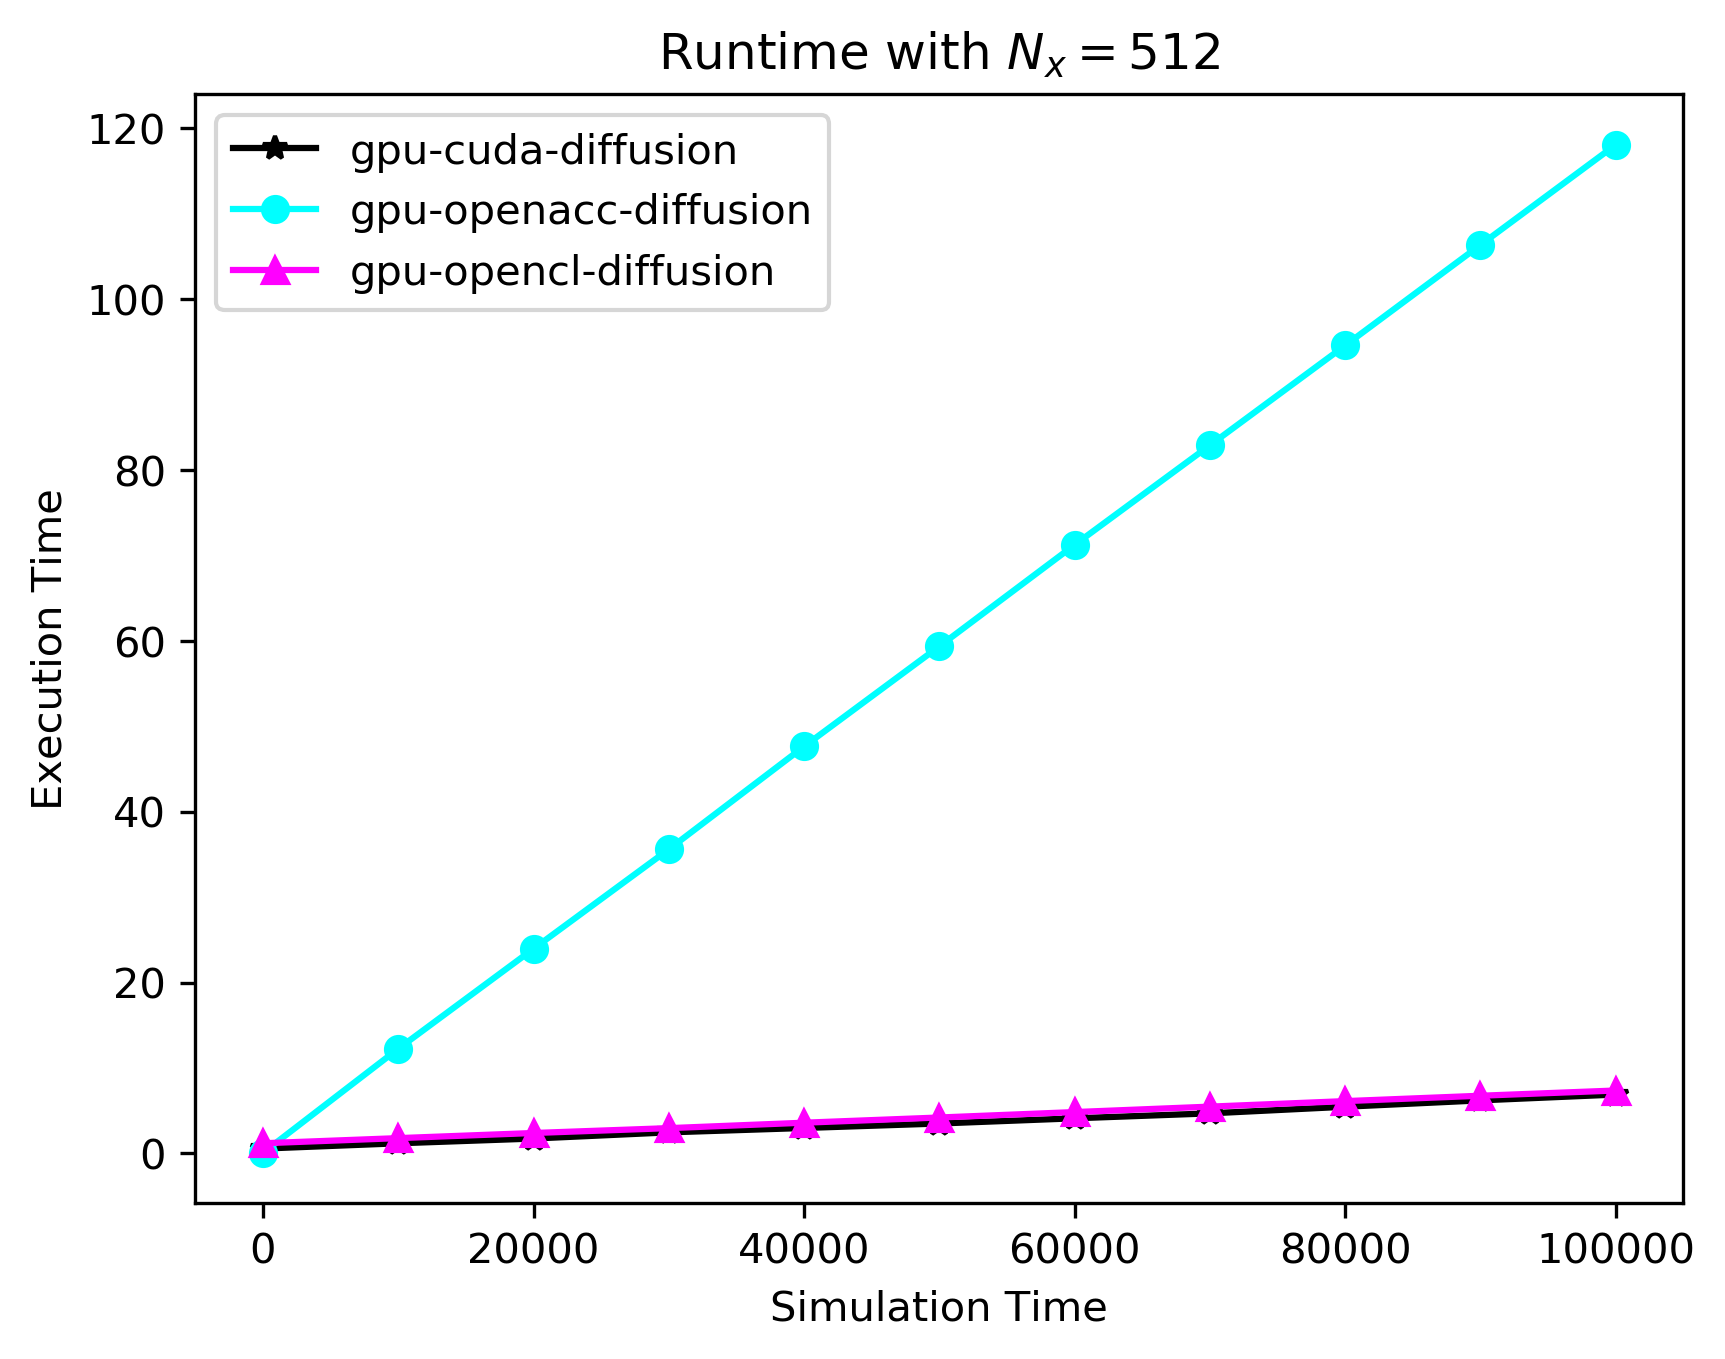 Runtime with Nₓ = 512
120
100
80
60
40
20
0
Execution Time
gpu-cuda-diffusion
gpu-openacc-diffusion
gpu-opencl-diffusion
0 20000 40000 60000 80000 100000
Simulation Time